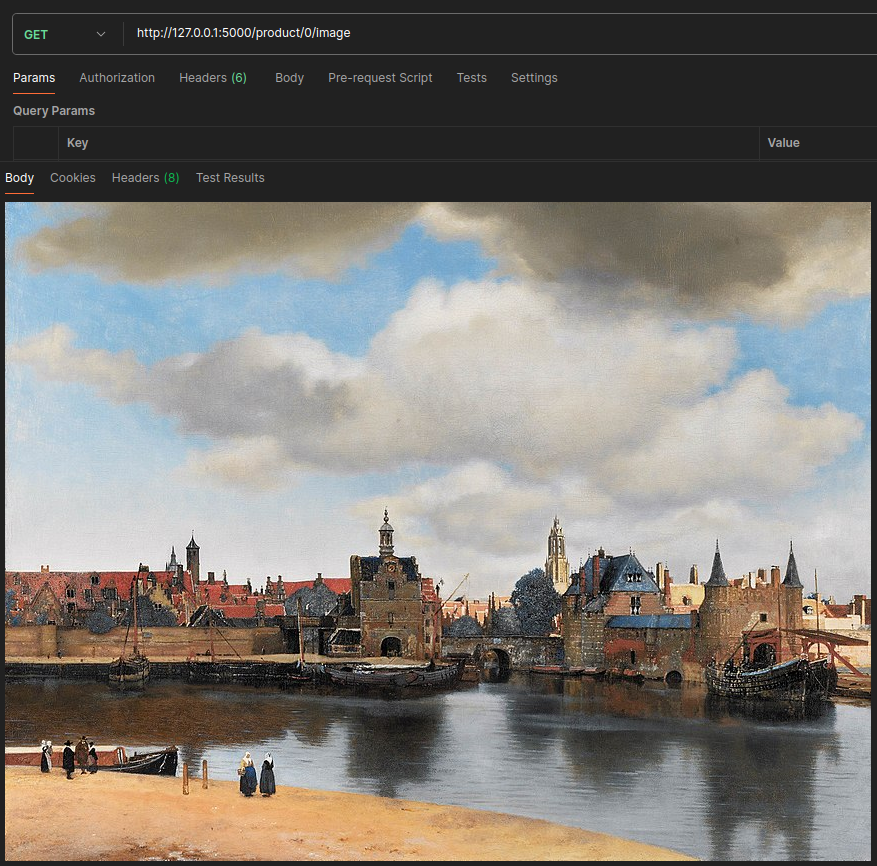 GET http://127.0.0.1:5000/product/0/image
Params Authorization Headers (6) Body Pre-request Script Tests Settings
Query Params
Key Value
Body Cookies Headers (8) Test Results